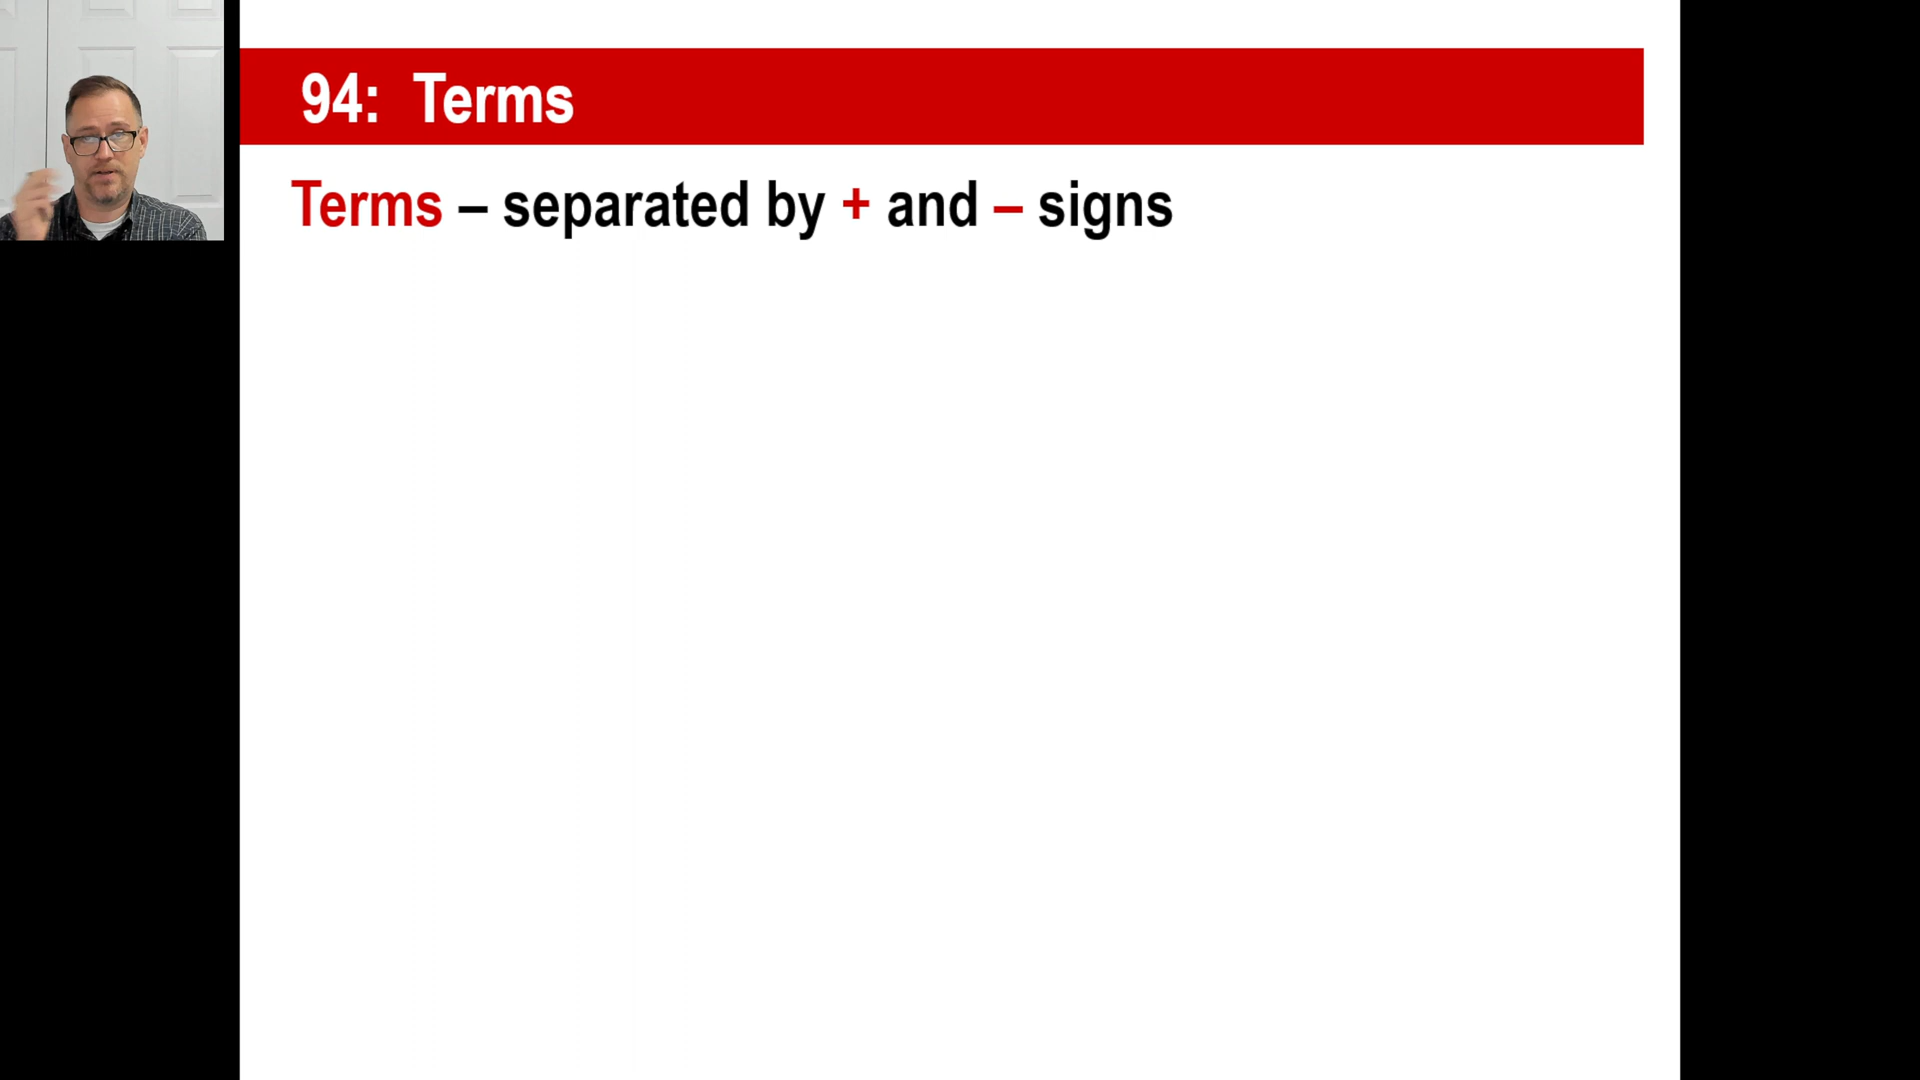 94: Terms
Terms – separated by + and – signs